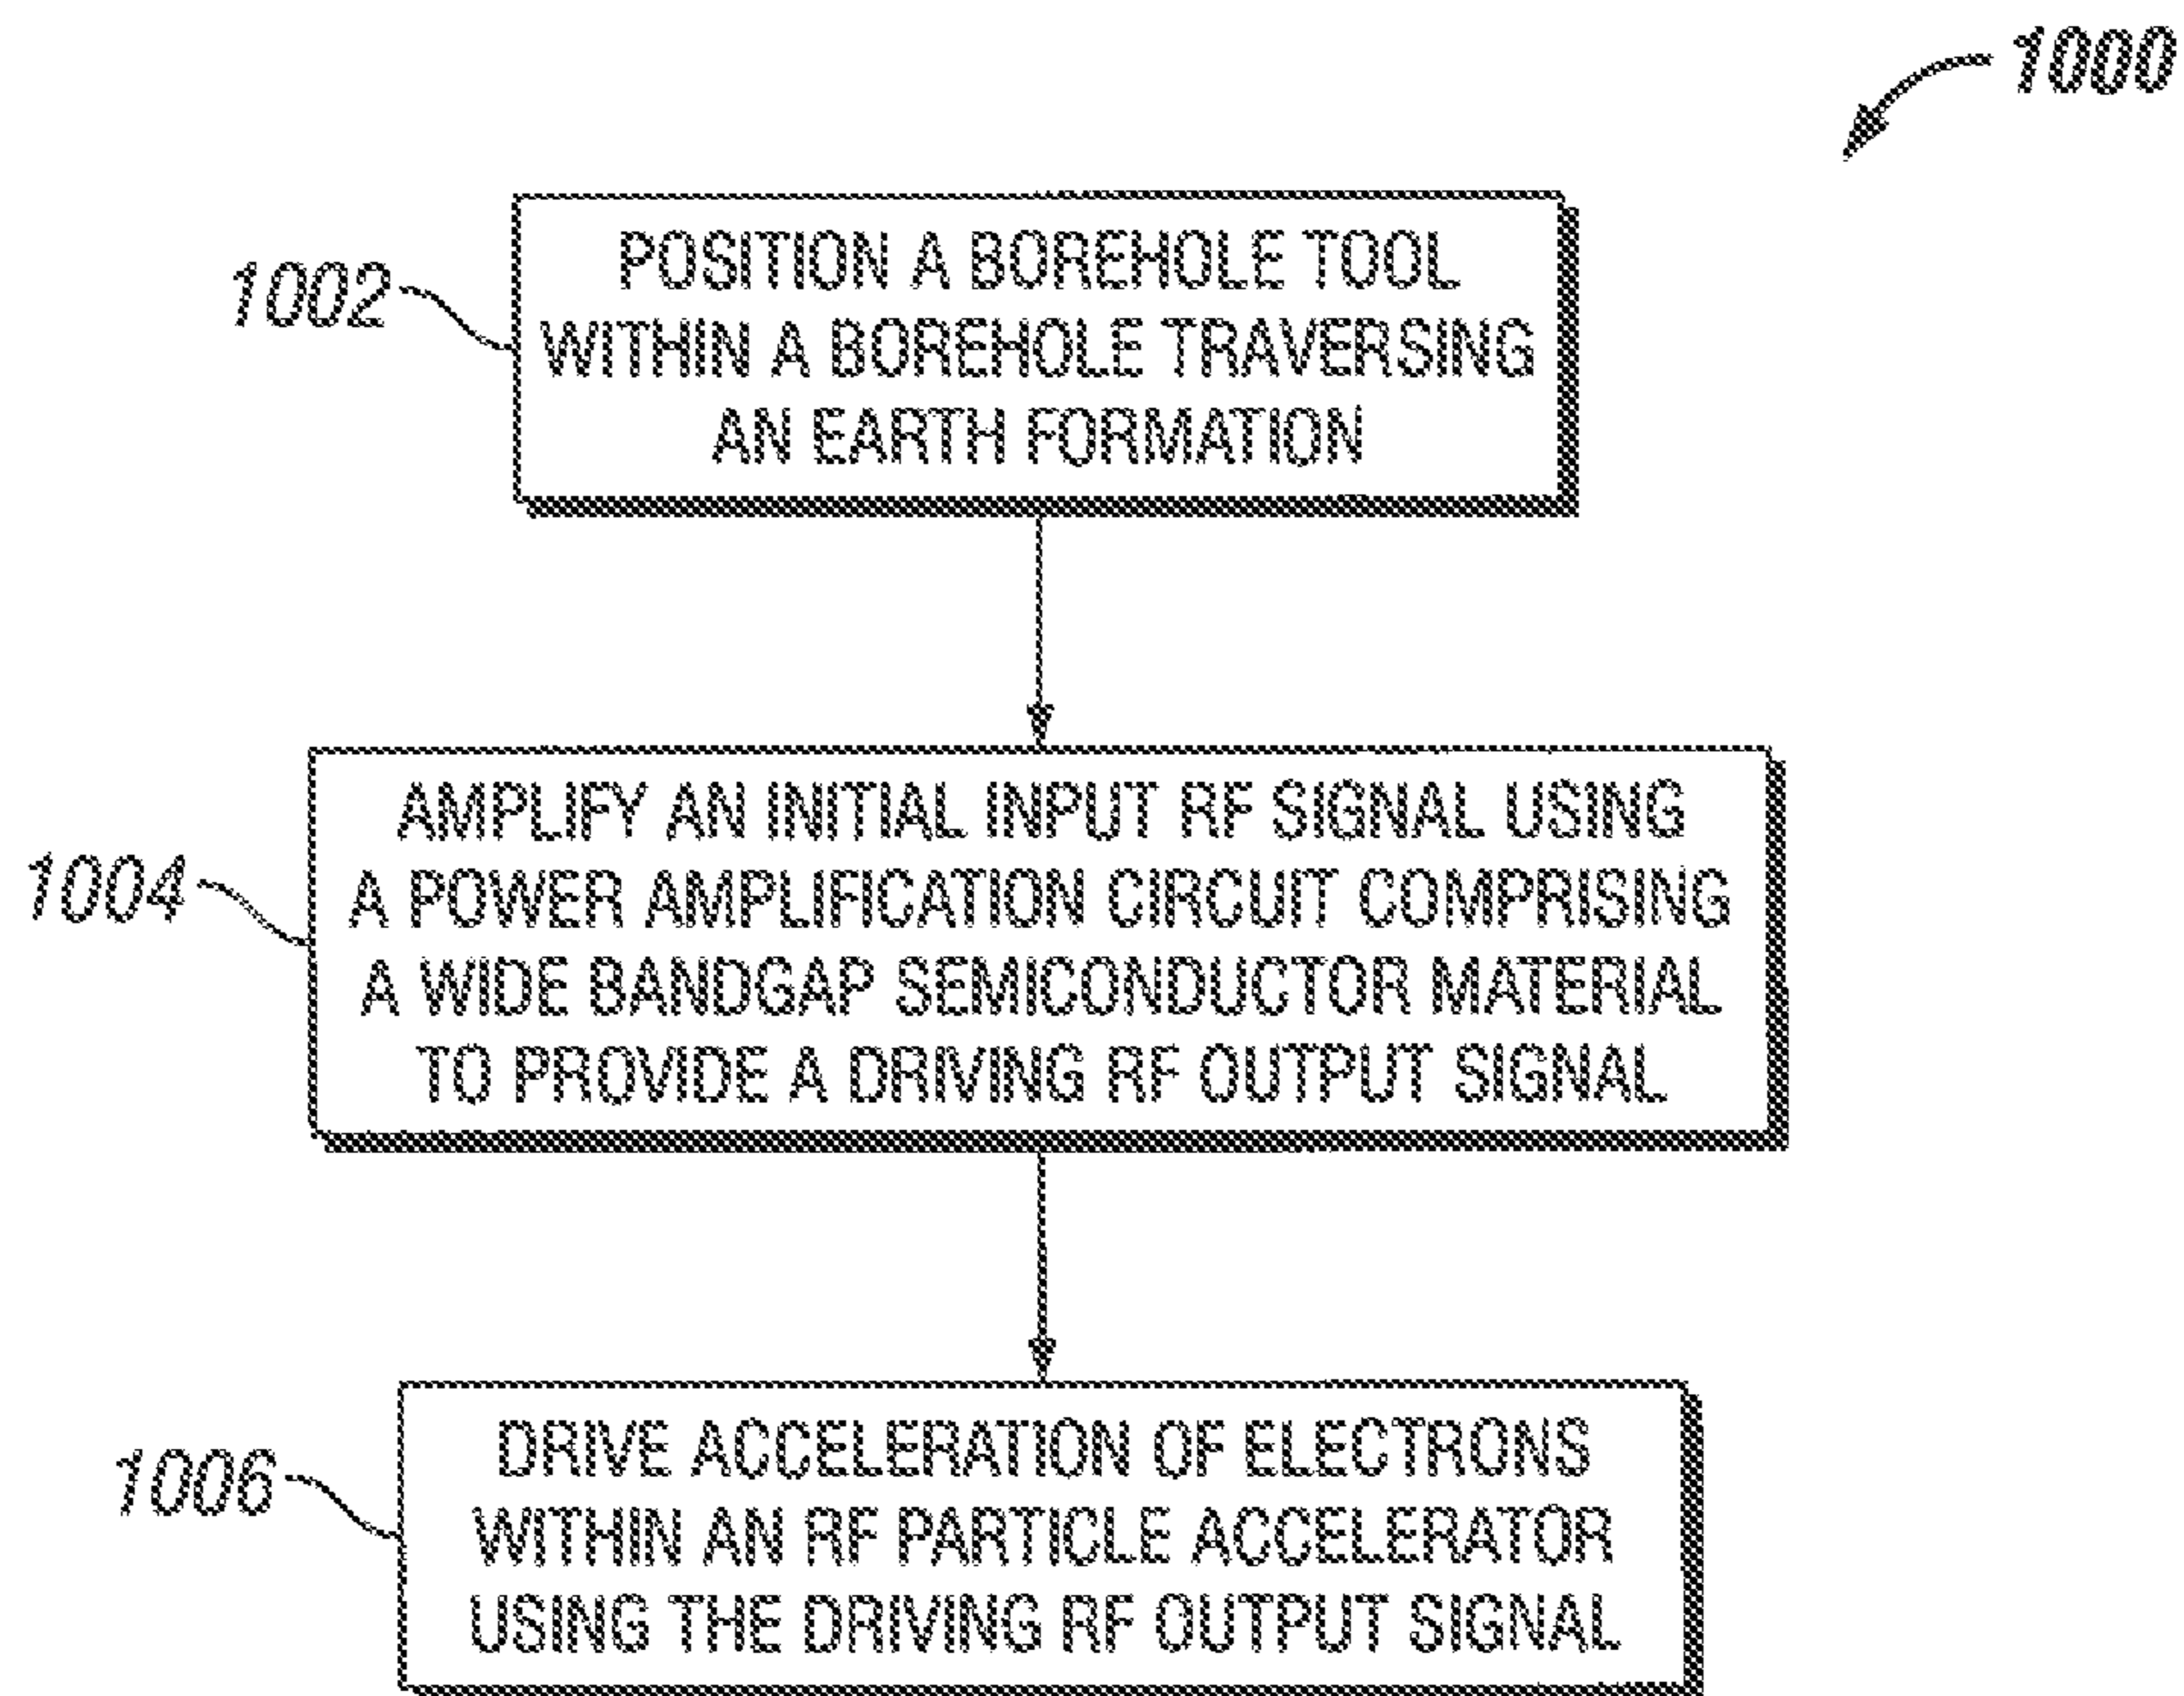 1000
1002
POSITION A BOREHOLE TOOL
WITHIN A BOREHOLE TRAVERSING
AN EARTH FORMATION
1004
AMPLIFY AN INITIAL INPUT RF SIGNAL USING
A POWER AMPLIFICATION CIRCUIT COMPRISING
A WIDE BANDGAP SEMICONDUCTOR MATERIAL
TO PROVIDE A DRIVING RF OUTPUT SIGNAL
1006
DRIVE ACCELERATION OF ELECTRONS
WITHIN AN RF PARTICLE ACCELERATOR
USING THE DRIVING RF OUTPUT SIGNAL